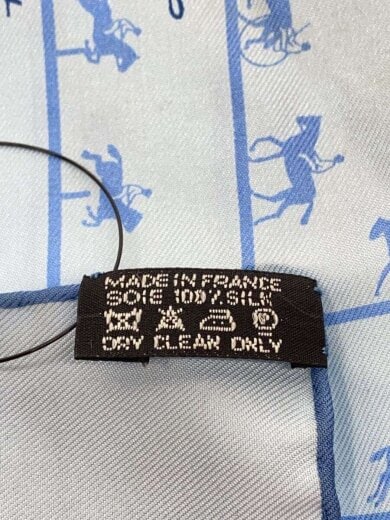 MADE IN FRANCE
SOIE 100% SILK
DRY CLEAN ONLY